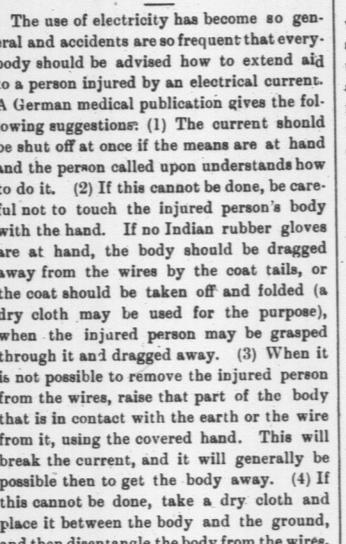 The use of electricity has become so gen-
eral and accidents are so frequent that every-
body should be advised how to extend aid
to a person injured by an electrical current.
A German medical publication gives the fol-
lowing suggestions: (1) The current should
be shut off at once if the means are at hand
and the person called upon understands how
to do it. (2) If this cannot be done, be care-
ful not to touch the injured person's body
with the hand. If no Indian rubber gloves
are at hand, the body should be dragged
away from the wires by the coat tails, or
the coat should be taken off and folded (a
dry cloth may be used for the purpose),
when the injured person may be grasped
through it and dragged away. (3) When it
is not possible to remove the injured person
from the wires, raise that part of the body
that is in contact with the earth or the wire
from it, using the covered hand. This will
break the current, and it will generally be
possible then to get the body away. (4) If
this cannot be done, take a dry cloth and
place it between the body and the ground,
and then disentangle the body from the wires.